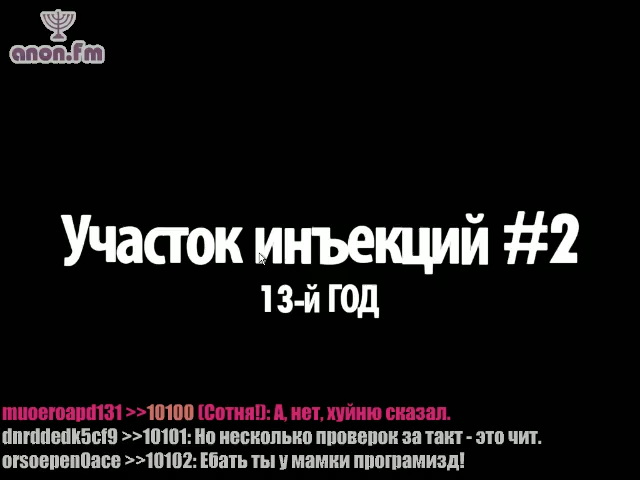 anon.fm
Участок инъекций #2
13-й ГОД
muoeroapd131 >>10100 (Сотня!): А, нет, хуйню сказал.
dnrddedk5cf9 >>10101: Но несколько проверок за такт - это чит.
orsoepen0ace >>10102: Ебать ты у мамки програмизд!